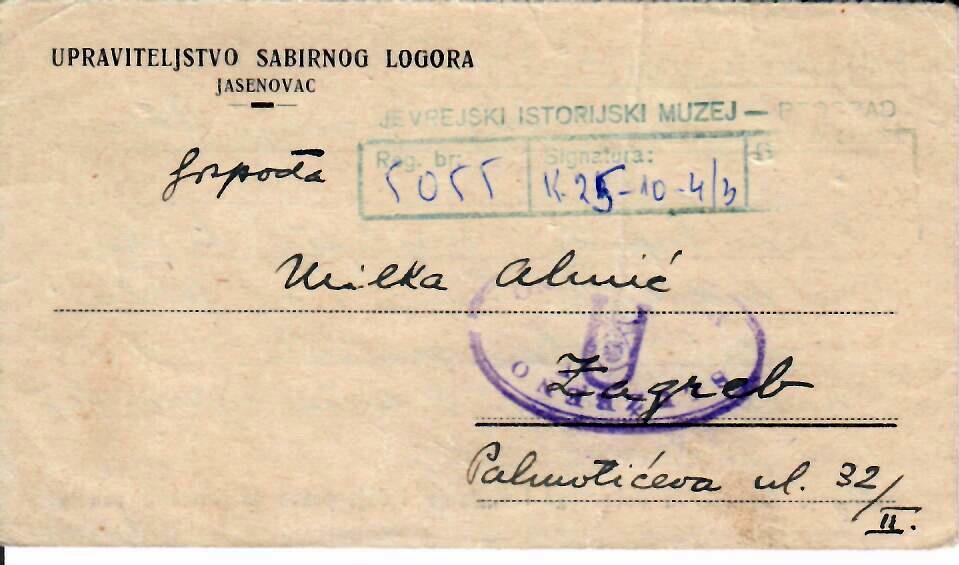 UPRAVITELJSTVO SABIRNOG LOGORA
JASENOVAC
JEVREJSKI ISTORIJSKI MUZEJ — BEOGRAD
Reg. br: 5055 Signatura: K-25-10-4/3
Gospođa
Milka
Zagreb
Palmotićeva ul. 32/II.